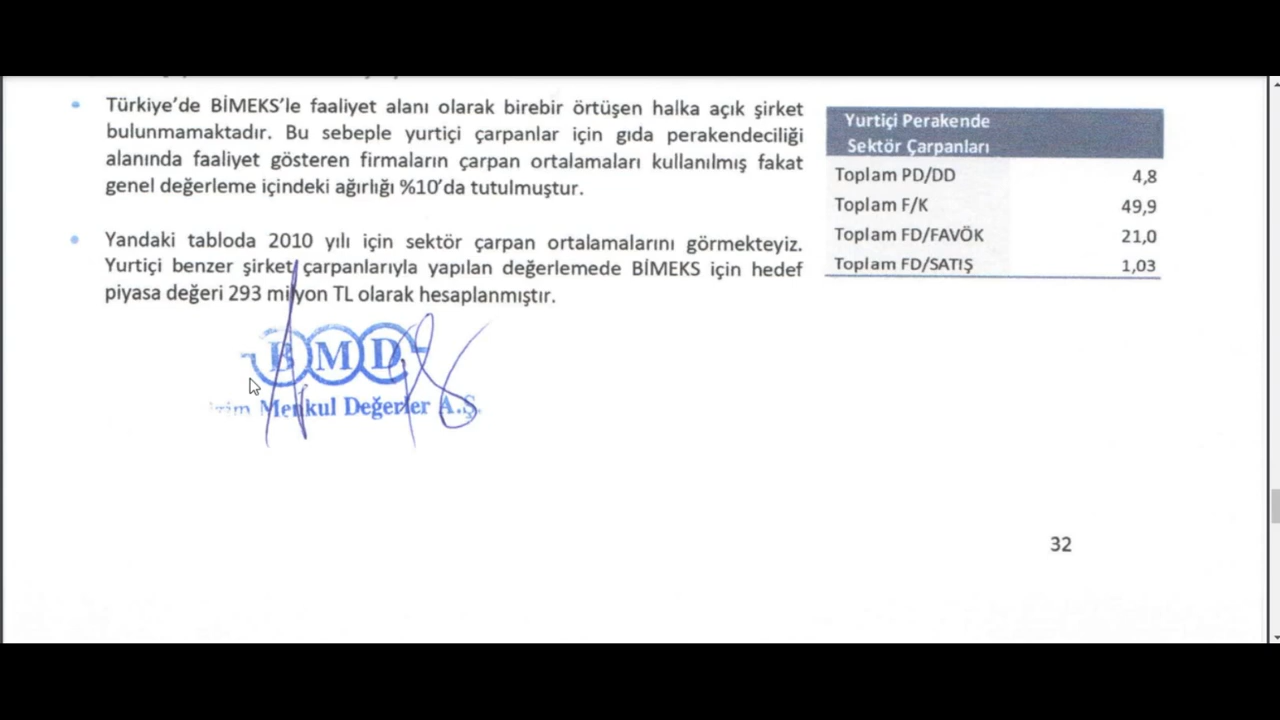 Türkiye’de BİMEKS’le faaliyet alanı olarak birebir örtüşen halka açık şirket
bulunmamaktadır. Bu sebeple yurtiçi çarpanlar için gıda perakendeciliği
alanında faaliyet gösteren firmaların çarpan ortalamaları kullanılmış fakat
genel değerleme içindeki ağırlığı %10’da tutulmuştur.
Yandaki tabloda 2010 yılı için sektör çarpan ortalamalarını görmekteyiz.
Yurtiçi benzer şirket çarpanlarıyla yapılan değerlemede BİMEKS için hedef
piyasa değeri 293 milyon TL olarak hesaplanmıştır.
Yurtiçi Perakende
Sektör Çarpanları
Toplam PD/DD 4,8
Toplam F/K 49,9
Toplam FD/FAVÖK 21,0
Toplam FD/SATIŞ 1,03
BMD
Menkul Değerler A.Ş.
32